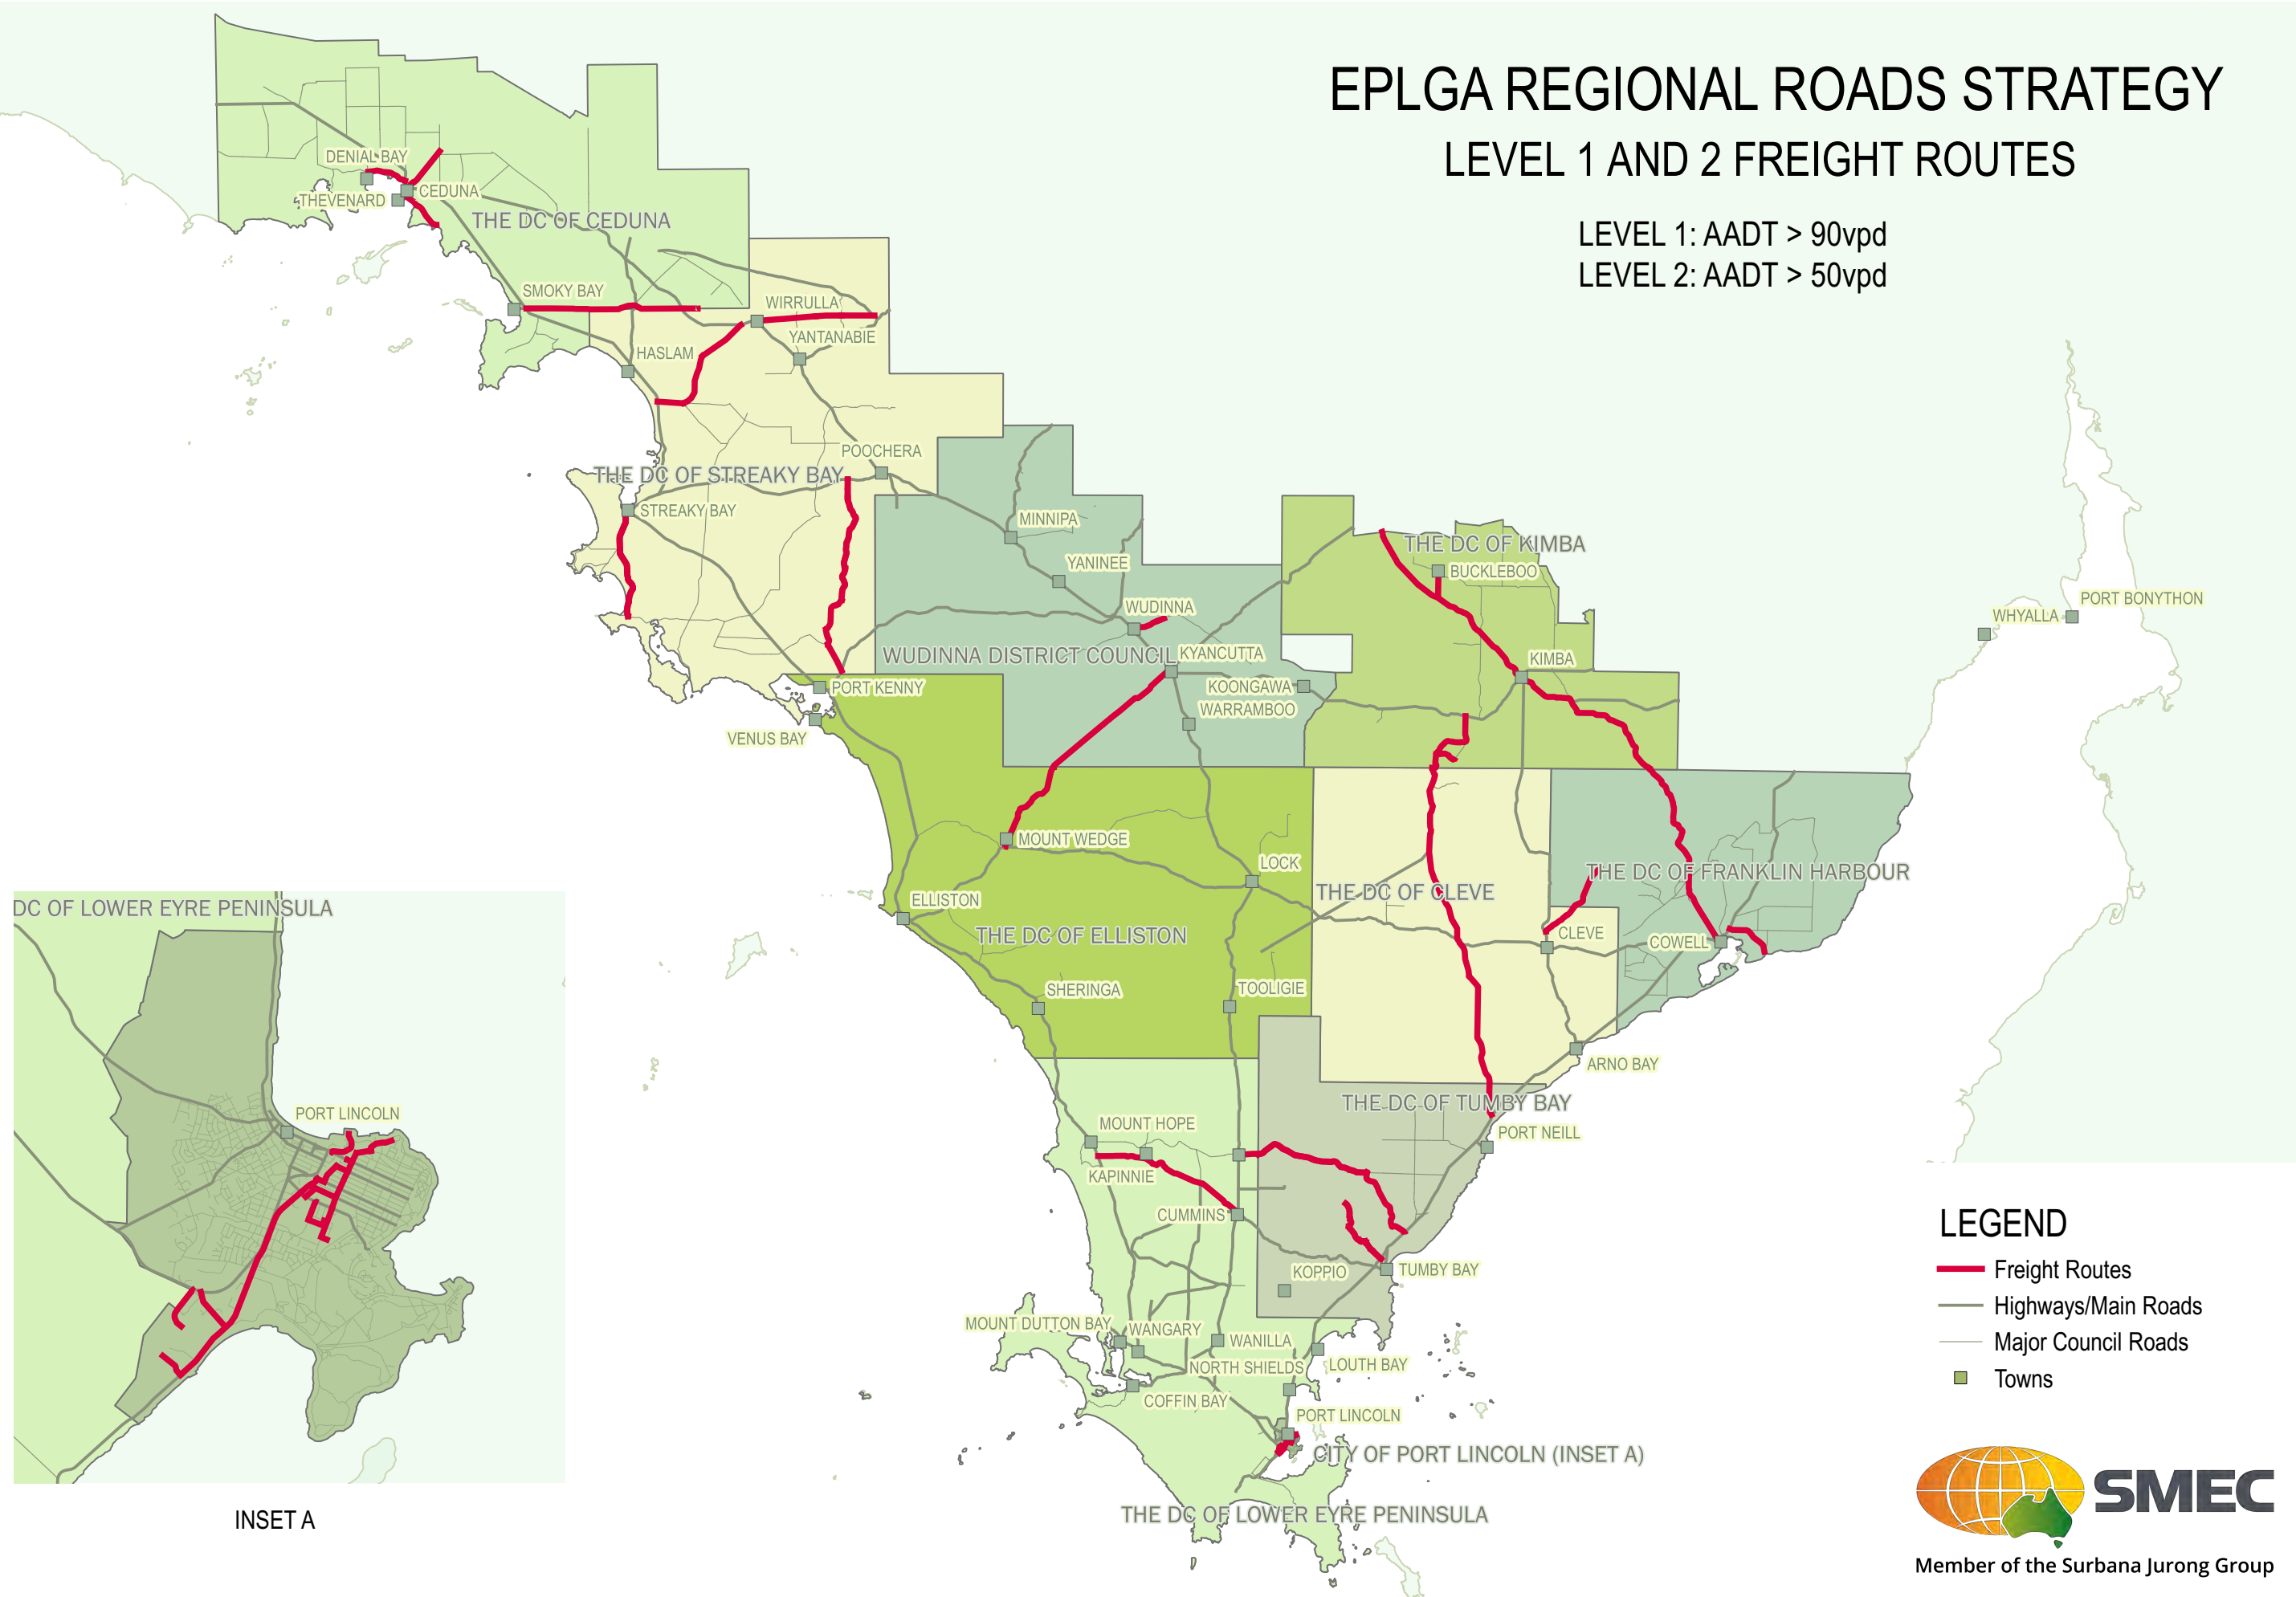 EPLGA REGIONAL ROADS STRATEGY
LEVEL 1 AND 2 FREIGHT ROUTES
LEVEL 1: AADT > 90vpd
LEVEL 2: AADT > 50vpd
DENIAL BAY
CEDUNA
THEVENARD
THE DC OF CEDUNA
SMOKY BAY
WIRRULLA
YANTANABIE
HASLAM
POOCHERA
THE DC OF STREAKY BAY
STREAKY BAY
MINNIPA
YANINEE
WUDINNA
WUDINNA DISTRICT COUNCIL
KYANCUTTA
KOONGAWA
WARRAMBOO
THE DC OF KIMBA
BUCKLEBOO
KIMBA
PORT BONYTHON
WHYALLA
PORT KENNY
VENUS BAY
MOUNT WEDGE
LOCK
THE DC OF CLEVE
THE DC OF FRANKLIN HARBOUR
ELLISTON
THE DC OF ELLISTON
CLEVE
COWELL
SHERINGA
TOOLIGIE
ARNO BAY
THE DC OF TUMBY BAY
PORT NEILL
MOUNT HOPE
KAPINNIE
CUMMINS
KOPPIO
TUMBY BAY
MOUNT DUTTON BAY
WANGARY
WANILLA
NORTH SHIELDS
LOUTH BAY
COFFIN BAY
PORT LINCOLN
CITY OF PORT LINCOLN (INSET A)
THE DC OF LOWER EYRE PENINSULA
DC OF LOWER EYRE PENINSULA
PORT LINCOLN
INSET A
LEGEND
Freight Routes
Highways/Main Roads
Major Council Roads
Towns
SMEC
Member of the Surbana Jurong Group